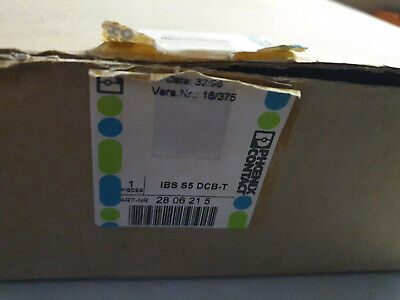 Date: 32/96
Vers.Nr.: 16/375
PHOENIX
CONTACT
1
PIECES
IBS S5 DCB-T
ART-NR
28 06 21 5